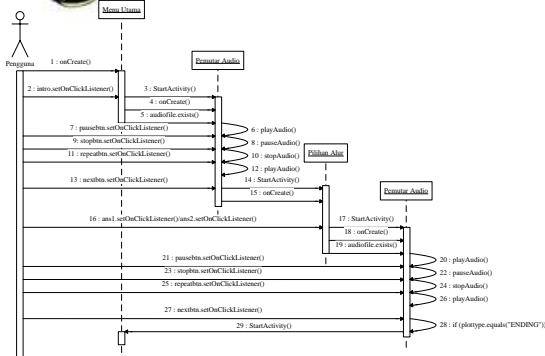 Menu Utama
Pengguna
Pemutar Audio
1 : onCreate()
2 : intro.setOnClickListener()
3 : StartActivity()
4 : onCreate()
5 : audiofile.exists()
6 : playAudio()
7 : pausebtn.setOnClickListener()
8 : pauseAudio()
9 : stopbtn.setOnClickListener()
10 : stopAudio()
Pilihan Alur
11 : repeatbtn.setOnClickListener()
12 : playAudio()
13 : nextbtn.setOnClickListener()
14 : StartActivity()
15 : onCreate()
Pemutar Audio
16 : ans1.setOnClickListener()/ans2.setOnClickListener()
17 : StartActivity()
18 : onCreate()
19 : audiofile.exists()
20 : playAudio()
21 : pausebtn.setOnClickListener()
22 : pauseAudio()
23 : stopbtn.setOnClickListener()
24 : stopAudio()
25 : repeatbtn.setOnClickListener()
26 : playAudio()
27 : nextbtn.setOnClickListener()
28 : if (plottype.equals("ENDING"))
29 : StartActivity()